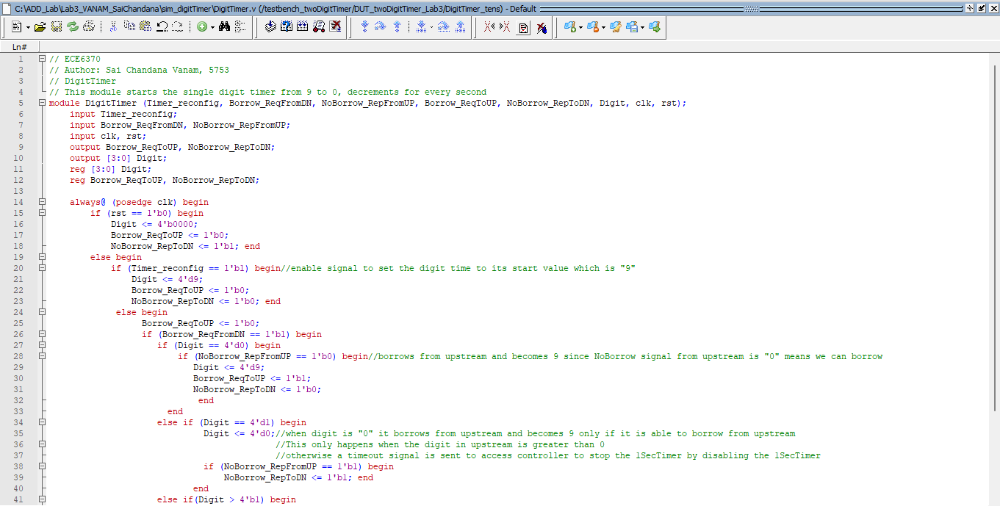 C:\ADD_Lab\Lab3_VANAM_SaiChandana\sim_digitTimer\DigitTimer.v (/testbench_twoDigitTimer/DUT_twoDigitTimer_Lab3/DigitTimer_tens) - Default
Ln#
1 // ECE6370
2 // Author: Sai Chandana Vanam, 5753
3 // DigitTimer
4 // This module starts the single digit timer from 9 to 0, decrements for every second
5 module DigitTimer (Timer_reconfig, Borrow_ReqFromDN, NoBorrow_RepFromUP, Borrow_ReqToUP, NoBorrow_RepToDN, Digit, clk, rst);
6 input Timer_reconfig;
7 input Borrow_ReqFromDN, NoBorrow_RepFromUP;
8 input clk, rst;
9 output Borrow_ReqToUP, NoBorrow_RepToDN;
10 output [3:0] Digit;
11 reg [3:0] Digit;
12 reg Borrow_ReqToUP, NoBorrow_RepToDN;
13
14 always@ (posedge clk) begin
15 if (rst == 1'b0) begin
16 Digit <= 4'b0000;
17 Borrow_ReqToUP <= 1'b0;
18 NoBorrow_RepToDN <= 1'b1; end
19 else begin
20 if (Timer_reconfig == 1'b1) begin//enable signal to set the digit time to its start value which is "9"
21 Digit <= 4'd9;
22 Borrow_ReqToUP <= 1'b0;
23 NoBorrow_RepToDN <= 1'b0; end
24 else begin
25 Borrow_ReqToUP <= 1'b0;
26 if (Borrow_ReqFromDN == 1'b1) begin
27 if (Digit == 4'd0) begin
28 if (NoBorrow_RepFromUP == 1'b0) begin//borrows from upstream and becomes 9 since NoBorrow signal from upstream is "0" means we can borrow
29 Digit <= 4'd9;
30 Borrow_ReqToUP <= 1'b1;
31 NoBorrow_RepToDN <= 1'b0;
32 end
33 end
34 else if (Digit == 4'd1) begin
35 Digit <= 4'd0;//when digit is "0" it borrows from upstream and becomes 9 only if it is able to borrow from upstream
36 //This only happens when the digit in upstream is greater than 0
37 //otherwise a timeout signal is sent to access controller to stop the 1SecTimer by disabling the 1SecTimer
38 if (NoBorrow_RepFromUP == 1'b1) begin
39 NoBorrow_RepToDN <= 1'b1; end
40 end
41 else if(Digit > 4'b1) begin